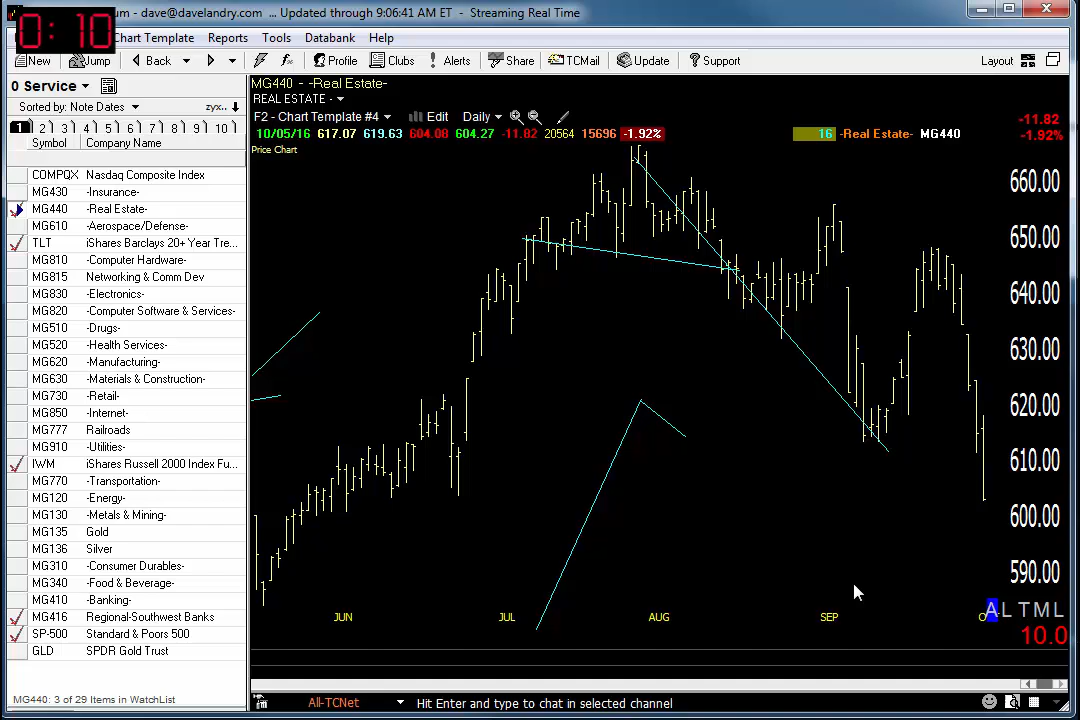 um - dave@davelandry.com ... Updated through 9:06:41 AM ET - Streaming Real Time
0:10
Chart Template Reports Tools Databank Help
New Jump Back Profile Clubs Alerts Share TCMail Update Support Layout
0 Service
Sorted by: Note Dates zyx..
1 2 3 4 5 6 7 8 9 10
Symbol Company Name
COMPQX Nasdaq Composite Index
MG430 -Insurance-
MG440 -Real Estate-
MG610 -Aerospace/Defense-
TLT iShares Barclays 20+ Year Tre...
MG810 -Computer Hardware-
MG815 Networking & Comm Dev
MG830 -Electronics-
MG820 -Computer Software & Services-
MG510 -Drugs-
MG520 -Health Services-
MG620 -Manufacturing-
MG630 -Materials & Construction-
MG730 -Retail-
MG850 -Internet-
MG777 Railroads
MG910 -Utilities-
IWM iShares Russell 2000 Index Fu...
MG770 -Transportation-
MG120 -Energy-
MG130 -Metals & Mining-
MG135 Gold
MG136 Silver
MG310 -Consumer Durables-
MG340 -Food & Beverage-
MG410 -Banking-
MG416 Regional-Southwest Banks
SP-500 Standard & Poors 500
GLD SPDR Gold Trust
MG440: 3 of 29 Items in WatchList
MG440 - -Real Estate-
REAL ESTATE -
F2 - Chart Template #4 Edit Daily
10/05/16 617.07 619.63 604.08 604.27 -11.82 20564 15696 -1.92%
16 -Real Estate- MG440
-11.82
-1.92%
Price Chart
660.00
650.00
640.00
630.00
620.00
610.00
600.00
590.00
JUN JUL AUG SEP O
A L T M L
10.0
All-TCNet Hit Enter and type to chat in selected channel